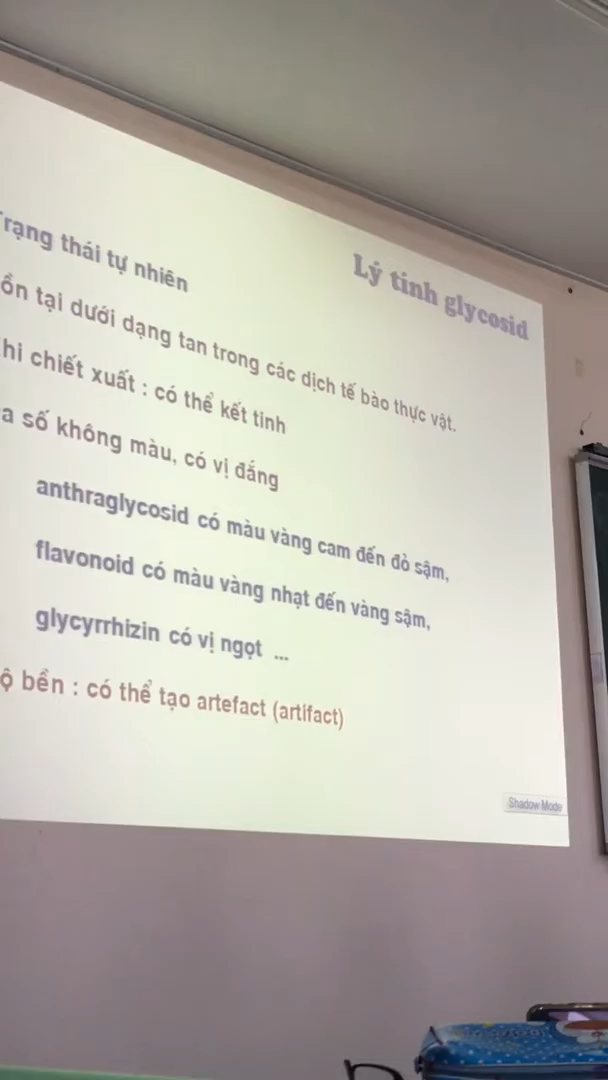 Lý tính glycosid
rạng thái tự nhiên
ồn tại dưới dạng tan trong các dịch tế bào thực vật.
hi chiết xuất : có thể kết tinh
a số không màu, có vị đắng
anthraglycosid có màu vàng cam đến đỏ sậm,
flavonoid có màu vàng nhạt đến vàng sậm,
glycyrrhizin có vị ngọt ...
ộ bền : có thể tạo artefact (artifact)
Shadow Mode